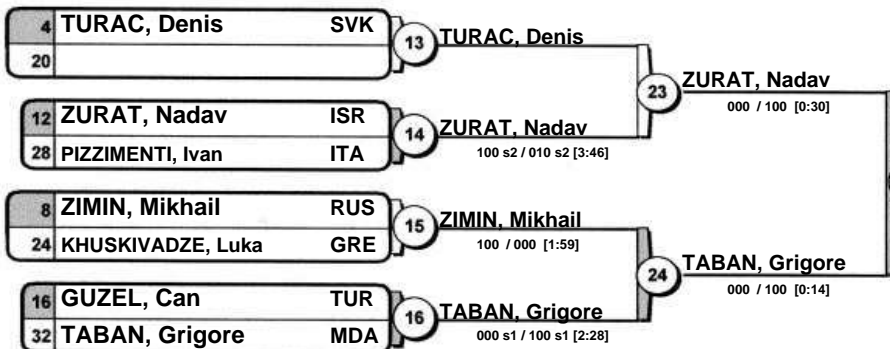 4 TURAC, Denis SVK
20
13
TURAC, Denis
12 ZURAT, Nadav ISR
28 PIZZIMENTI, Ivan ITA
14
ZURAT, Nadav
100 s2 / 010 s2 [3:46]
23
ZURAT, Nadav
000 / 100 [0:30]
8 ZIMIN, Mikhail RUS
24 KHUSKIVADZE, Luka GRE
15
ZIMIN, Mikhail
100 / 000 [1:59]
16 GUZEL, Can TUR
32 TABAN, Grigore MDA
16
TABAN, Grigore
000 s1 / 100 s1 [2:28]
24
TABAN, Grigore
000 / 100 [0:14]